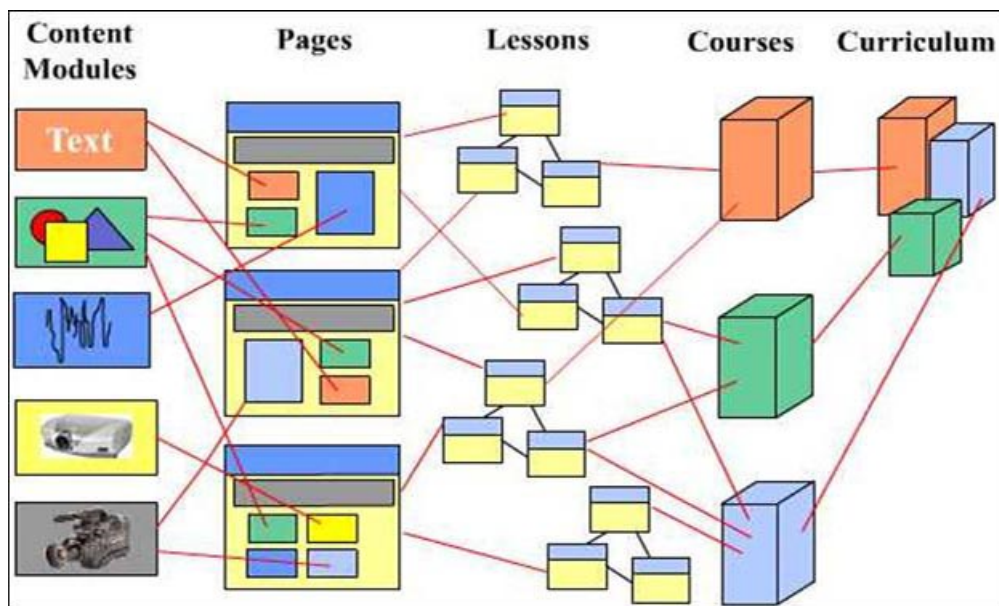 Content
Modules
Pages
Lessons
Courses
Curriculum
Text